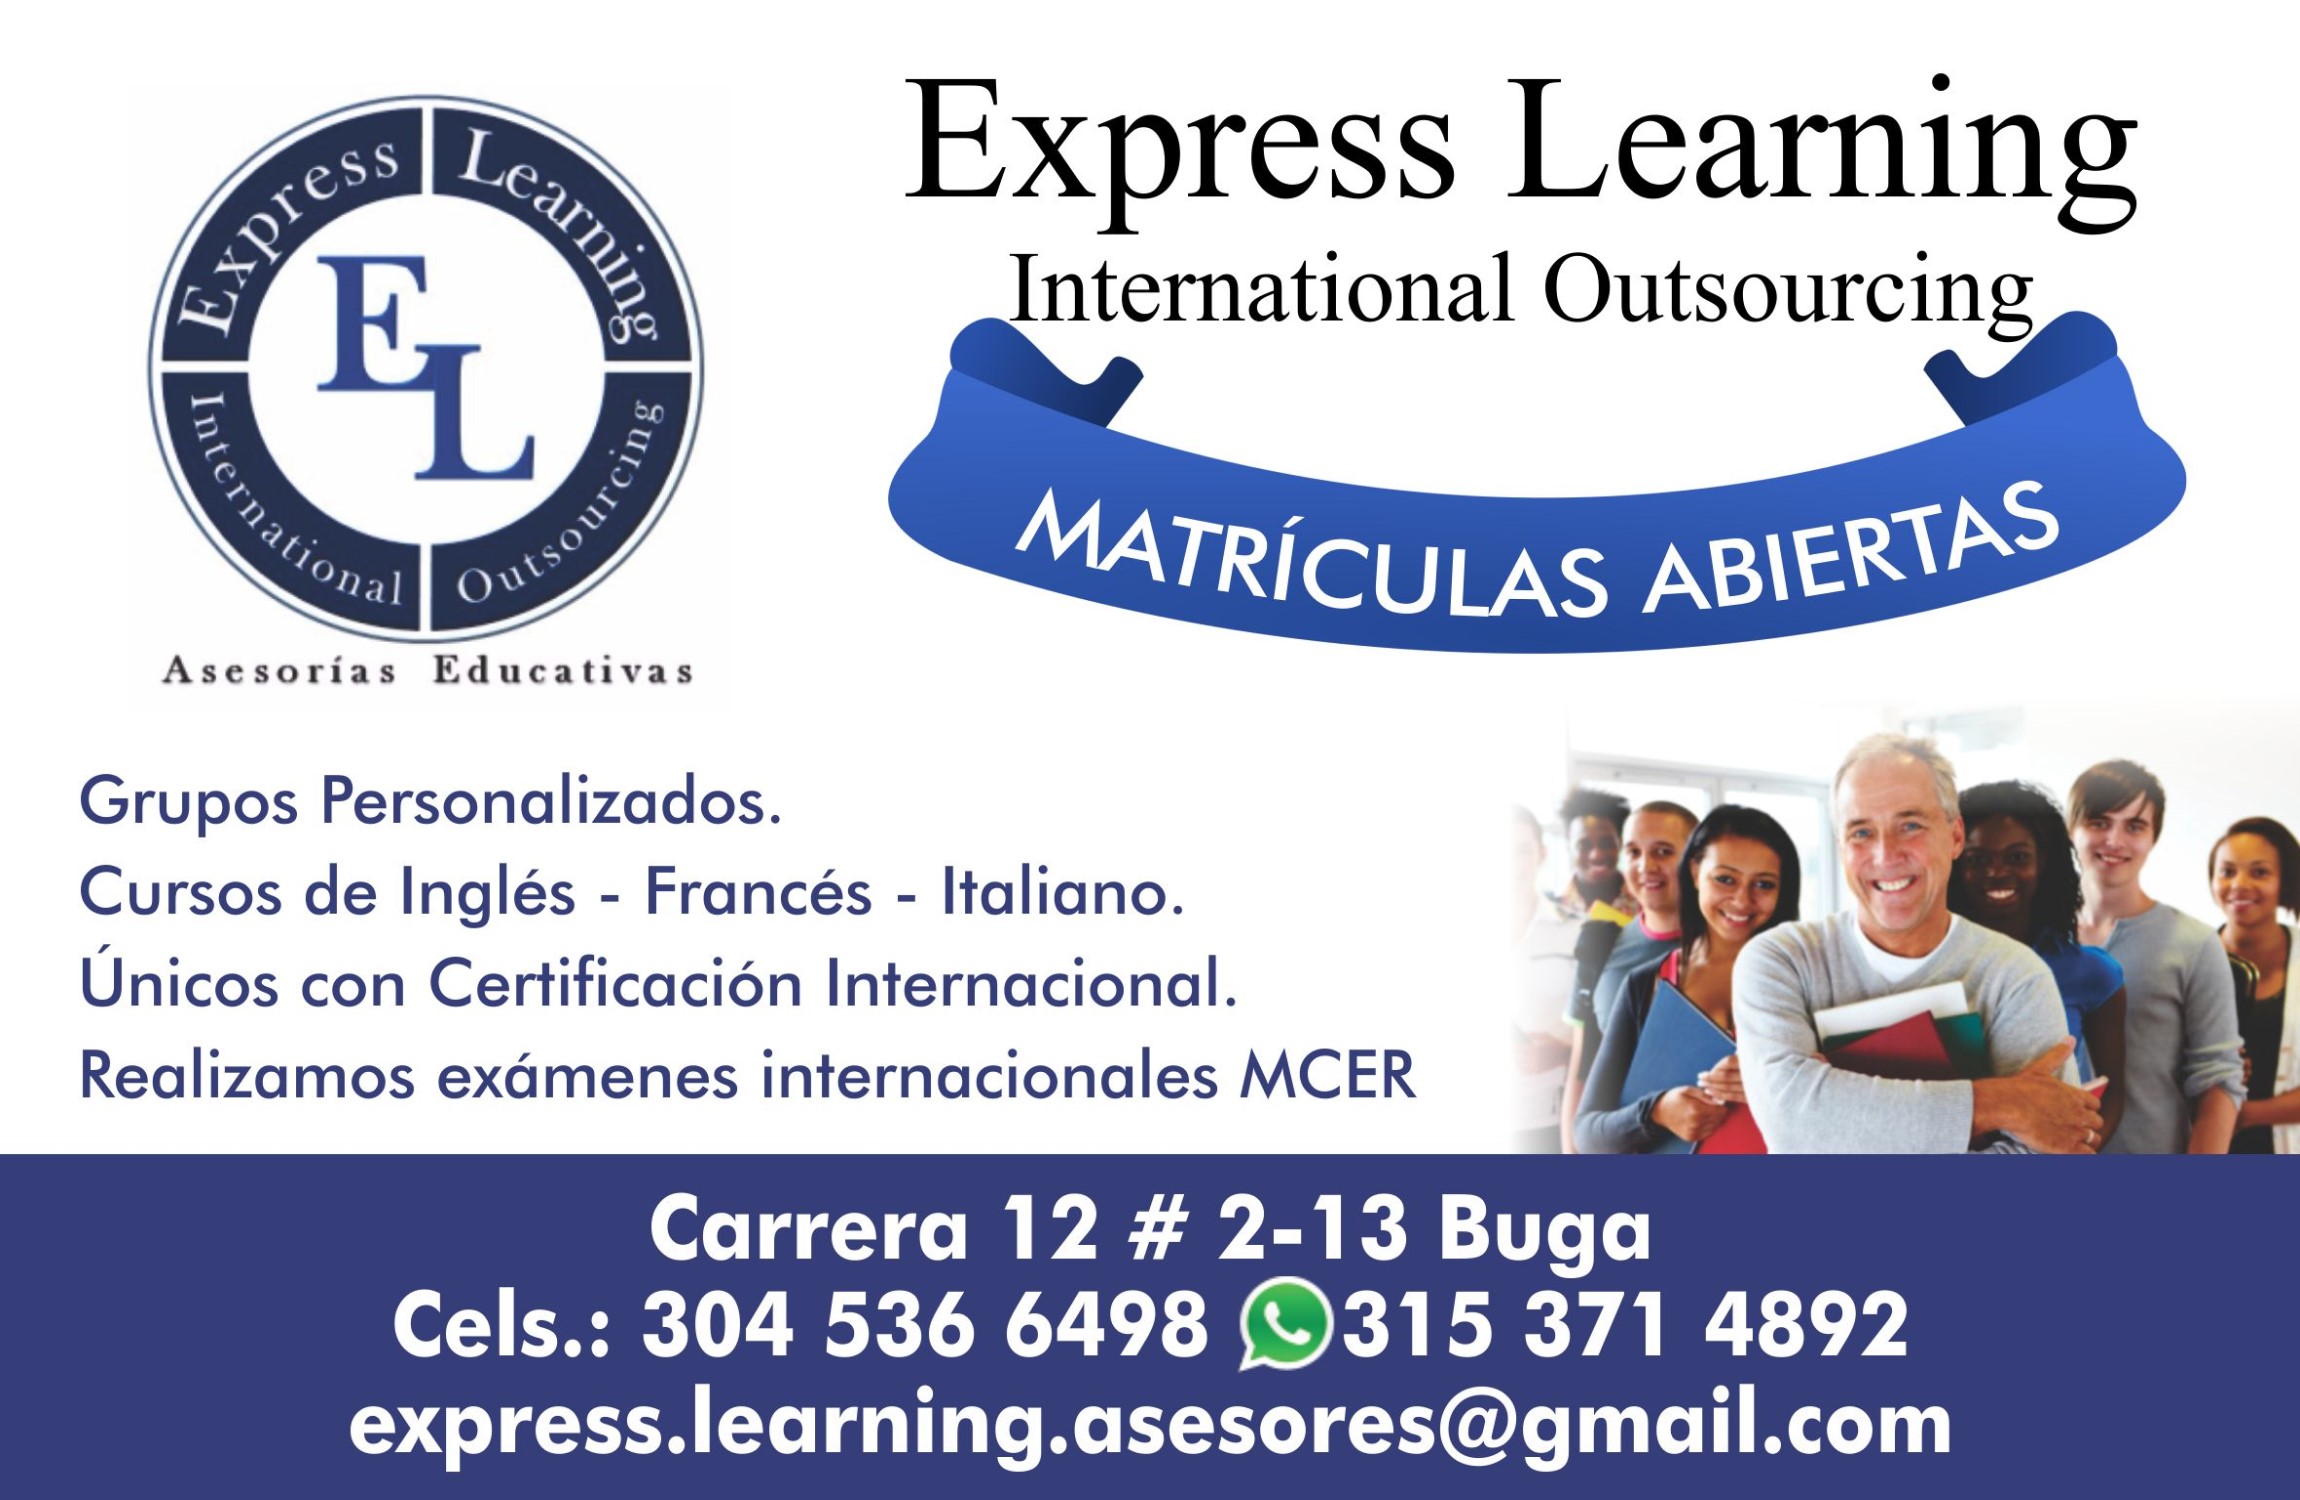 Express Learning
International Outsourcing
EL
Asesorías Educativas
Express Learning
International Outsourcing
MATRÍCULAS ABIERTAS
Grupos Personalizados.
Cursos de Inglés - Francés - Italiano.
Únicos con Certificación Internacional.
Realizamos exámenes internacionales MCER
Carrera 12 # 2-13 Buga
Cels.: 304 536 6498 315 371 4892
express.learning.asesores@gmail.com